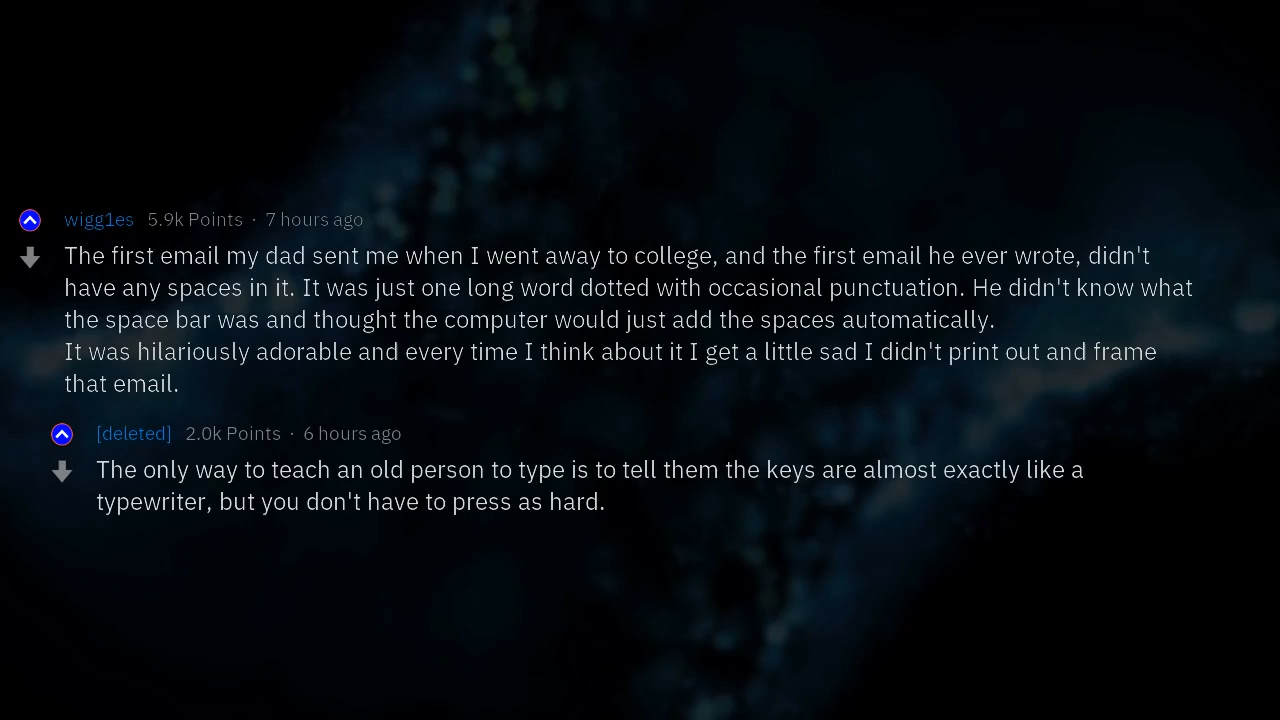 wigg1es 5.9k Points · 7 hours ago
The first email my dad sent me when I went away to college, and the first email he ever wrote, didn't
have any spaces in it. It was just one long word dotted with occasional punctuation. He didn't know what
the space bar was and thought the computer would just add the spaces automatically.
It was hilariously adorable and every time I think about it I get a little sad I didn't print out and frame
that email.
[deleted] 2.0k Points · 6 hours ago
The only way to teach an old person to type is to tell them the keys are almost exactly like a
typewriter, but you don't have to press as hard.